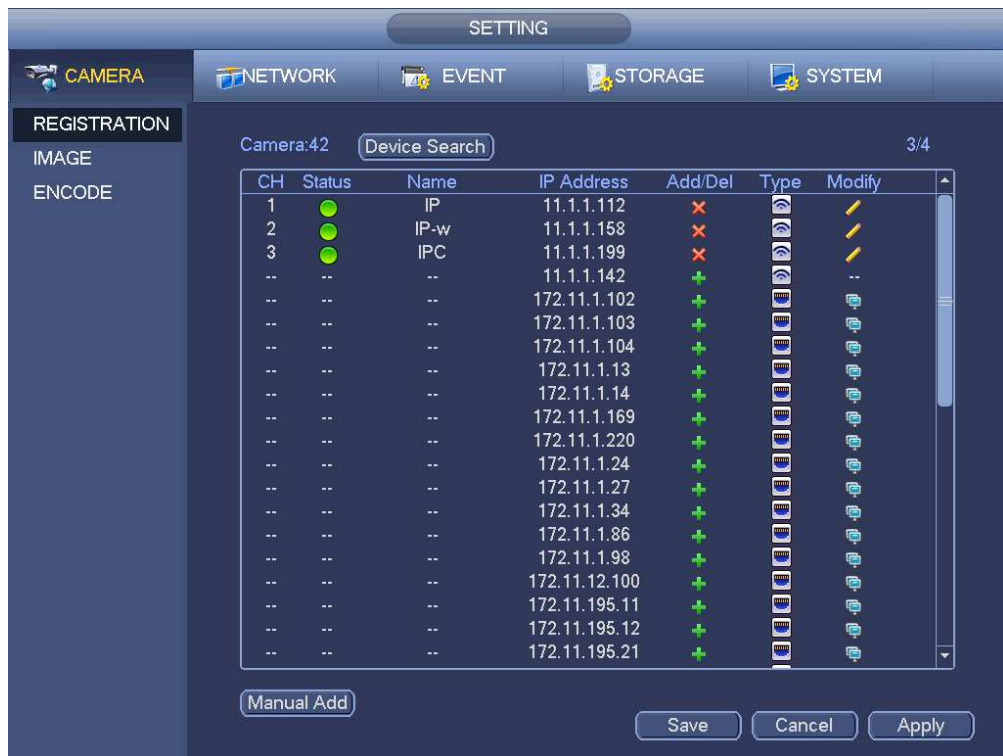 SETTING
CAMERA NETWORK EVENT STORAGE SYSTEM
REGISTRATION
IMAGE
ENCODE
Camera:42 Device Search 3/4
CH Status Name IP Address Add/Del Type Modify
1 IP 11.1.1.112
2 IP-w 11.1.1.158
3 IPC 11.1.1.199
-- -- -- 11.1.1.142 --
-- -- -- 172.11.1.102
-- -- -- 172.11.1.103
-- -- -- 172.11.1.104
-- -- -- 172.11.1.13
-- -- -- 172.11.1.14
-- -- -- 172.11.1.169
-- -- -- 172.11.1.220
-- -- -- 172.11.1.24
-- -- -- 172.11.1.27
-- -- -- 172.11.1.34
-- -- -- 172.11.1.86
-- -- -- 172.11.1.98
-- -- -- 172.11.12.100
-- -- -- 172.11.195.11
-- -- -- 172.11.195.12
-- -- -- 172.11.195.21
Manual Add
Save Cancel Apply